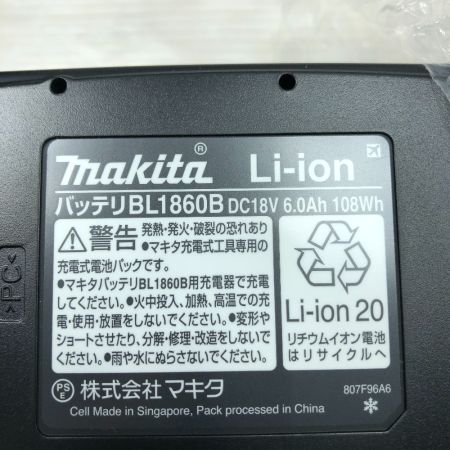 makita® Li-ion
バッテリBL1860B DC18V 6.0Ah 108Wh
⚠警告 発熱・発火・破裂の恐れあり
●マキタ充電式工具専用の
充電式電池パックです。
●マキタバッテリBL1860B用充電器で充電
してください。●火中投入、加熱、高温での充
電・使用・放置をしないでください。●変形や
ショートさせたり、分解・修理・改造をしないで
ください。●雨や水にぬらさないでください。
Li-ion 20
リチウムイオン電池
はリサイクルへ
PS
E
株式会社マキタ
807F96A6
Cell Made in Singapore, Pack processed in China
>PC<